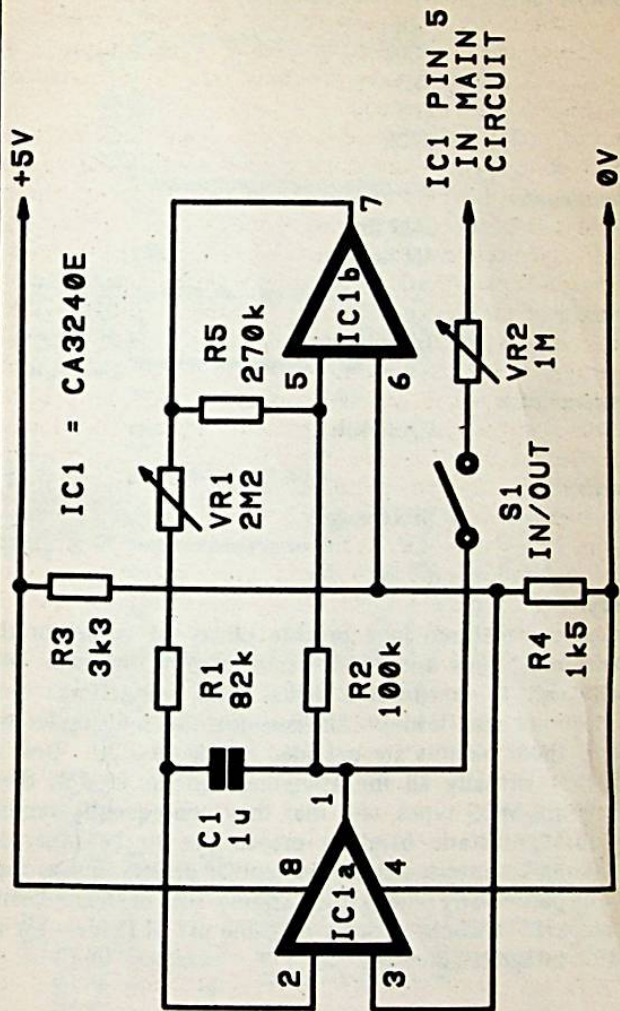 +5V
IC1 = CA3240E
R3
3k3
R5
270k
VR1
2M2
R1
82k
C1
1u
R2
100k
8
2
3
4
1
IC1a
5
6
7
IC1b
IC1 PIN 5
IN MAIN
CIRCUIT
VR2
1M
S1
IN/OUT
R4
1k5
0V